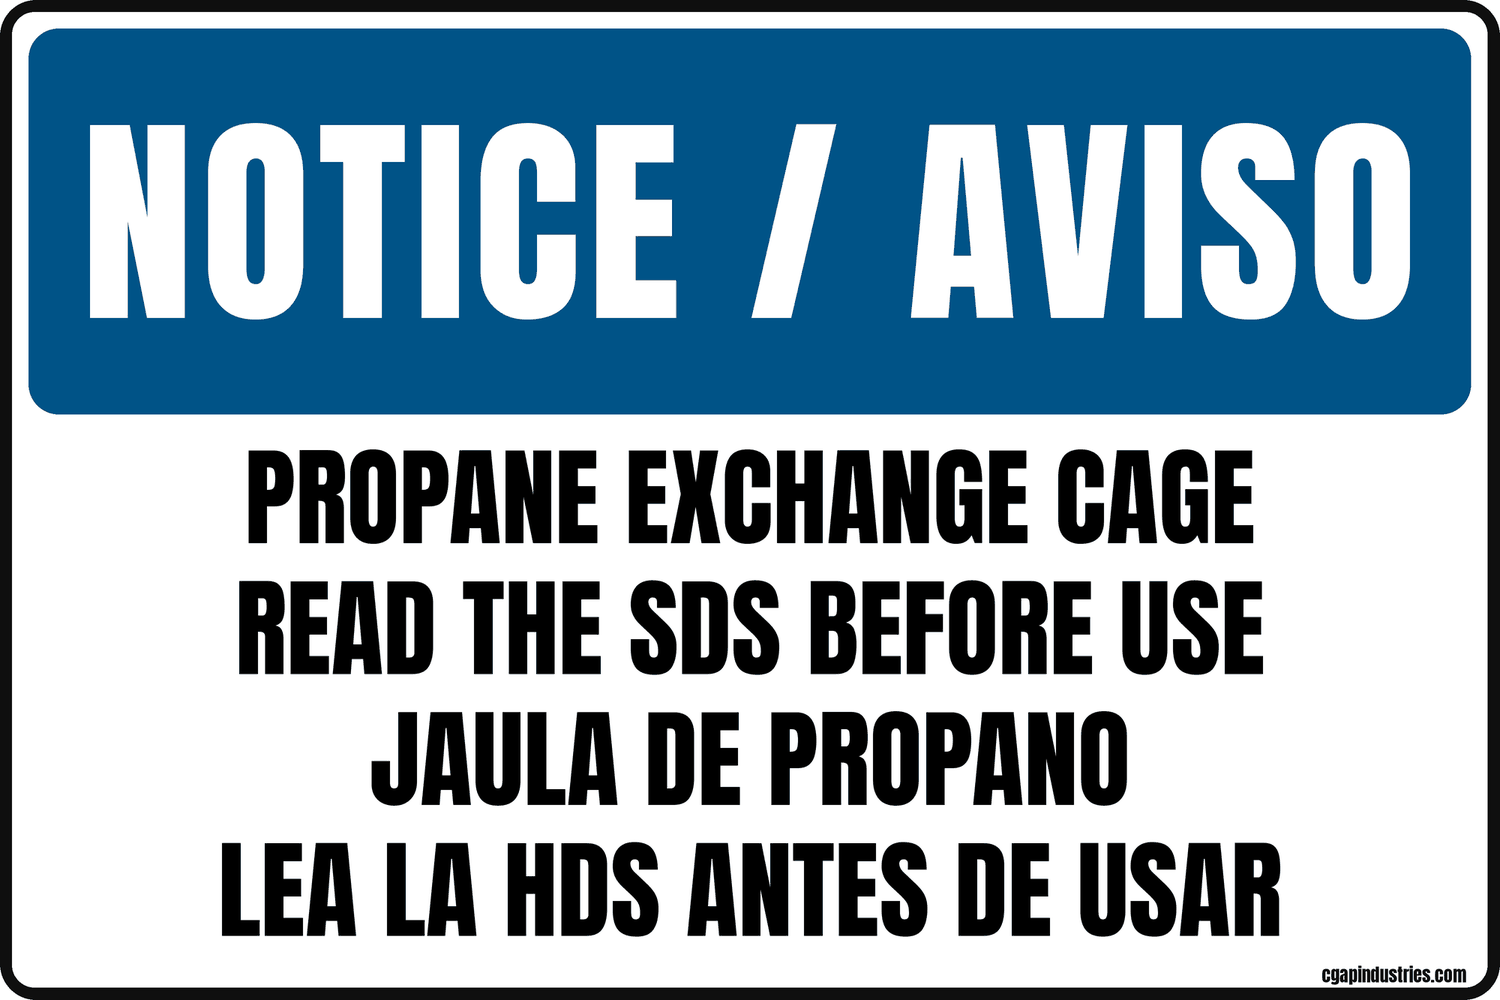 NOTICE / AVISO
PROPANE EXCHANGE CAGE
READ THE SDS BEFORE USE
JAULA DE PROPANO
LEA LA HDS ANTES DE USAR
cgapindustries.com